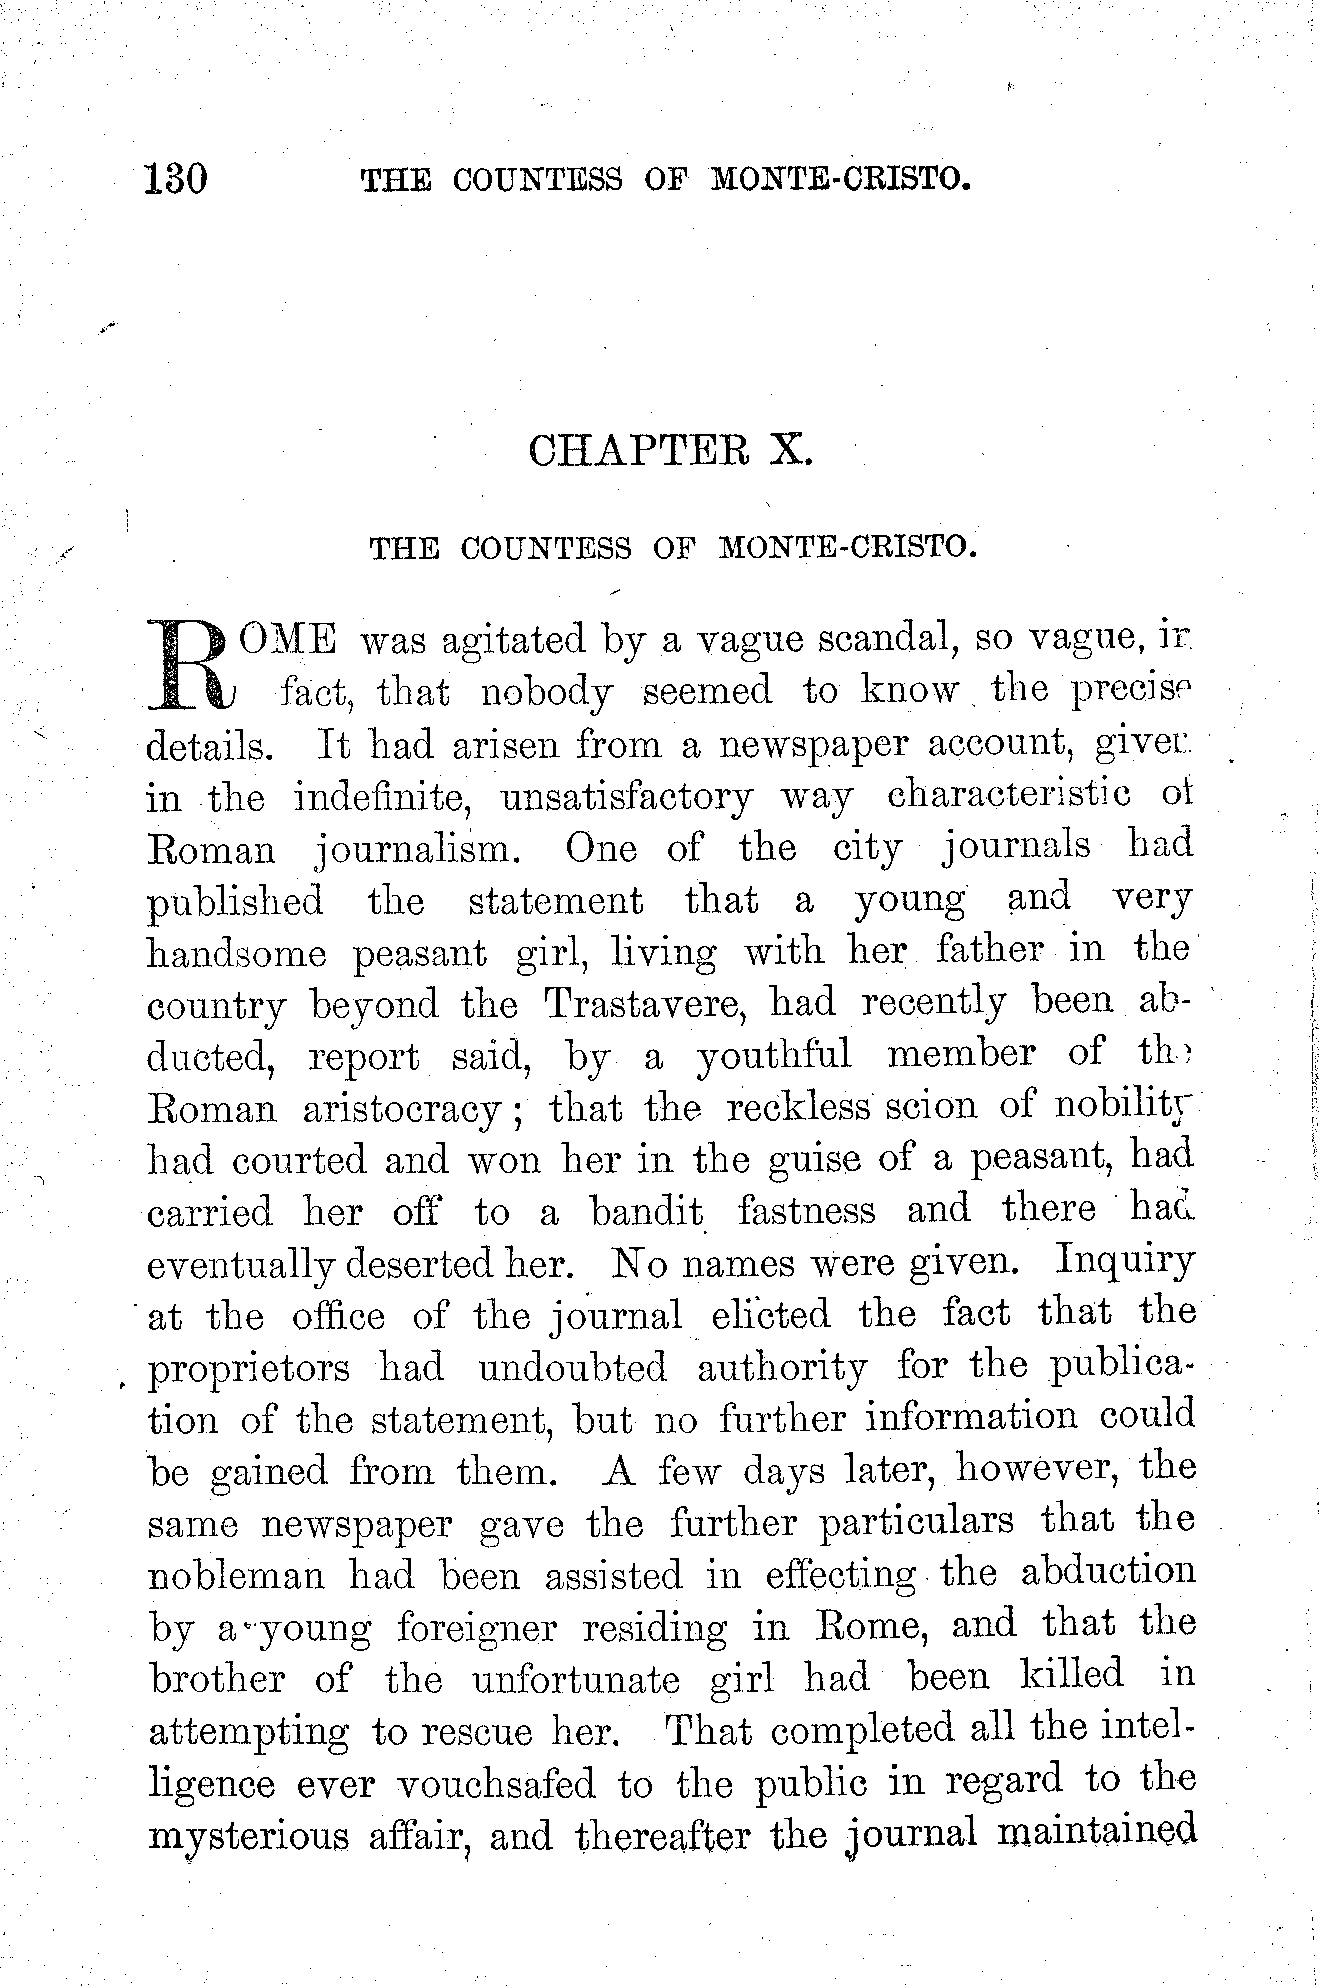 130 THE COUNTESS OF MONTE-CRISTO.
CHAPTER X.
THE COUNTESS OF MONTE-CRISTO.
ROME was agitated by a vague scandal, so vague, in
fact, that nobody seemed to know the precise
details. It had arisen from a newspaper account, given
in the indefinite, unsatisfactory way characteristic of
Roman journalism. One of the city journals had
published the statement that a young and very
handsome peasant girl, living with her father in the
country beyond the Trastavere, had recently been ab-
ducted, report said, by a youthful member of the
Roman aristocracy; that the reckless scion of nobility
had courted and won her in the guise of a peasant, had
carried her off to a bandit fastness and there had
eventually deserted her. No names were given. Inquiry
at the office of the journal elicted the fact that the
proprietors had undoubted authority for the publica-
tion of the statement, but no further information could
be gained from them. A few days later, however, the
same newspaper gave the further particulars that the
nobleman had been assisted in effecting the abduction
by a young foreigner residing in Rome, and that the
brother of the unfortunate girl had been killed in
attempting to rescue her. That completed all the intel-
ligence ever vouchsafed to the public in regard to the
mysterious affair, and thereafter the journal maintained